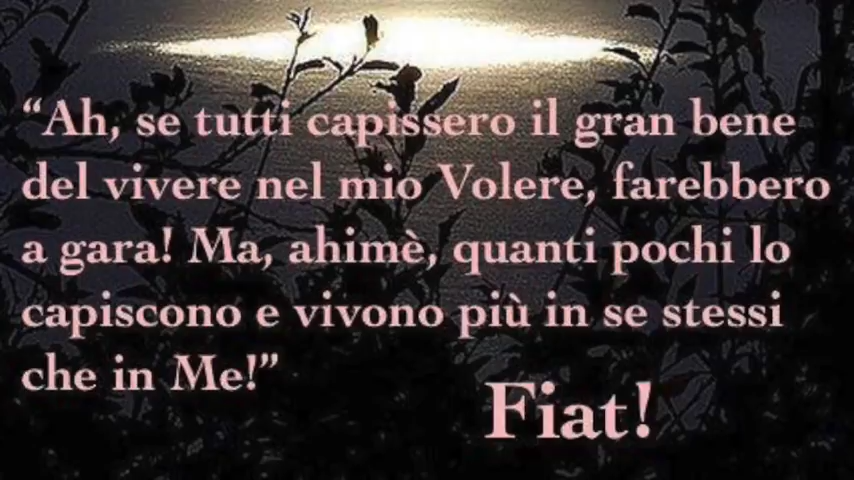 “Ah, se tutti capissero il gran bene
del vivere nel mio Volere, farebbero
a gara! Ma, ahimè, quanti pochi lo
capiscono e vivono più in se stessi
che in Me!”
Fiat!